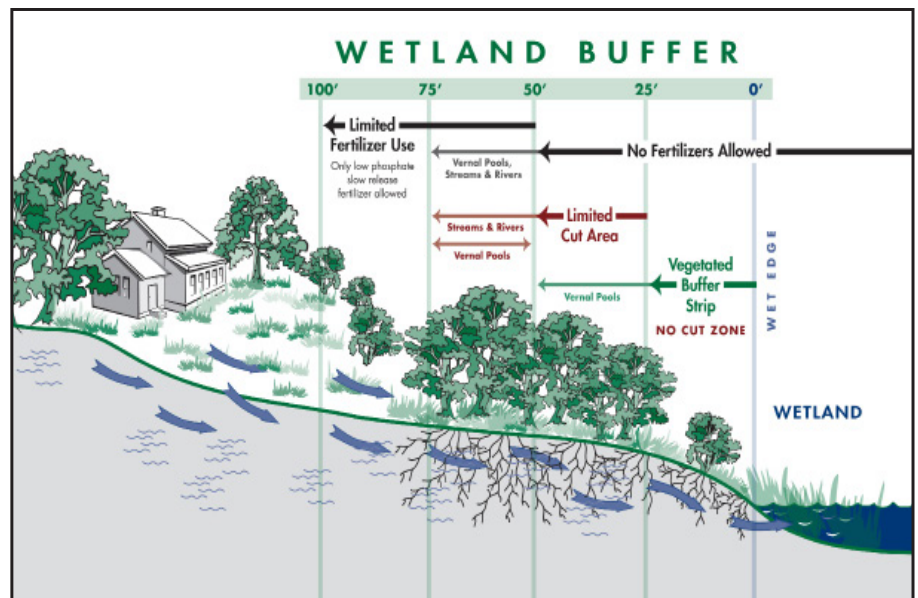 WETLAND BUFFER
100' 75' 50' 25' 0'
Limited
Fertilizer Use
Only low phosphate
slow release
fertilizer allowed
No Fertilizers Allowed
Vernal Pools,
Streams & Rivers
Limited
Cut Area
Streams & Rivers
Vernal Pools
Vegetated
Buffer
Strip
Vernal Pools
NO CUT ZONE
WET EDGE
WETLAND